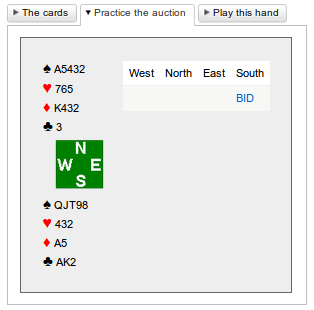 The cards Practice the auction Play this hand
♠ A5432
West North East South
♥ 765
♦ K432
BID
♣ 3
N
W E
S
♠ QJT98
♥ 432
♦ A5
♣ AK2